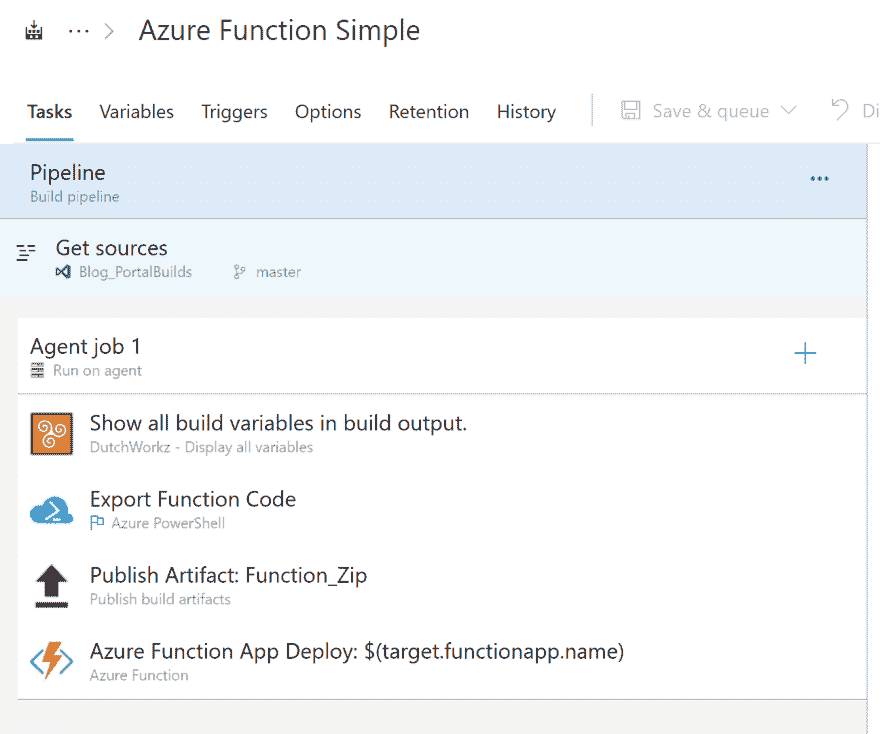 ... > Azure Function Simple
Tasks Variables Triggers Options Retention History Save & queue Di
Pipeline
Build pipeline
...
Get sources
Blog_PortalBuilds master
Agent job 1
Run on agent
+
Show all build variables in build output.
DutchWorkz - Display all variables
Export Function Code
Azure PowerShell
Publish Artifact: Function_Zip
Publish build artifacts
Azure Function App Deploy: $(target.functionapp.name)
Azure Function